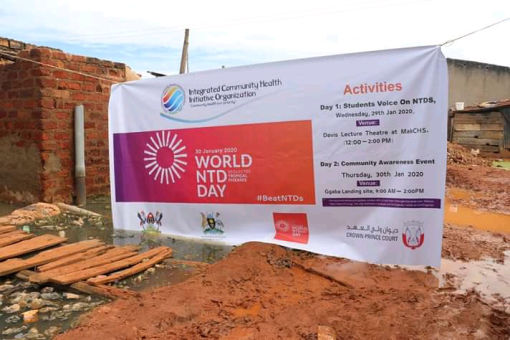 Integrated Community Health
Initiative Organization
30 January 2020
WORLD
NTD
DAY
NEGLECTED
TROPICAL
DISEASES
#BeatNTDs
Activities
Day 1: Students Voice On NTDS,
Wednesday, 29th Jan 2020.
Venue:
Davis Lecture Theatre at MakCHS.
(12:00 – 2:00 PM)
Day 2: Community Awareness Event
Thursday, 30th JAN 2020.
Venue:
Ggaba Landing site, 9:00 AM – 2:00PM
ديوان ولي العهد
CROWN PRINCE COURT